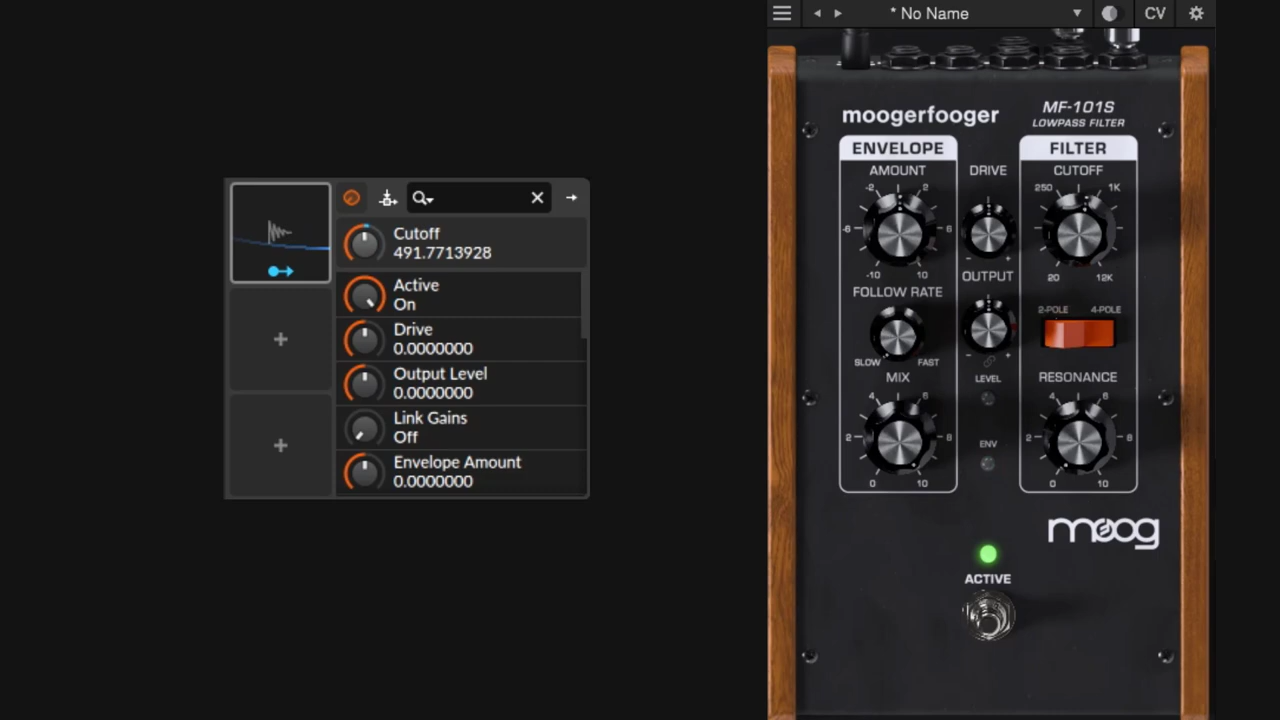 * No Name
CV
Cutoff
491.7713928
Active
On
Drive
0.0000000
Output Level
0.0000000
Link Gains
Off
Envelope Amount
0.0000000
moogerfooger
MF-101S
LOWPASS FILTER
ENVELOPE
FILTER
AMOUNT
DRIVE
CUTOFF
-2 2
250 1K
-6 6
-10 10
- +
20 12K
OUTPUT
FOLLOW RATE
2-POLE 4-POLE
SLOW FAST
- +
MIX
LEVEL
RESONANCE
4 6
4 6
2 8
ENV
2 8
0 10
0 10
moog
ACTIVE